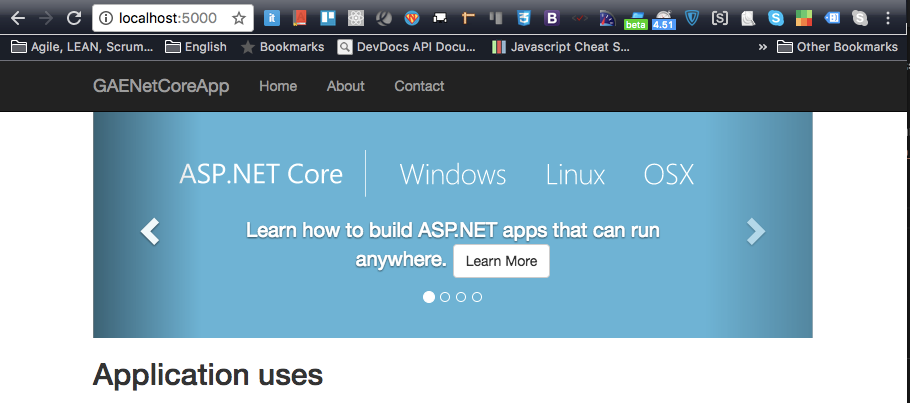 localhost:5000
it
B
beta
4.51
[S]
Agile, LEAN, Scrum...
English
Bookmarks
DevDocs API Docu...
Javascript Cheat S...
»
Other Bookmarks
GAENetCoreApp
Home
About
Contact
ASP.NET Core
Windows
Linux
OSX
Learn how to build ASP.NET apps that can run
anywhere.
Learn More
Application uses